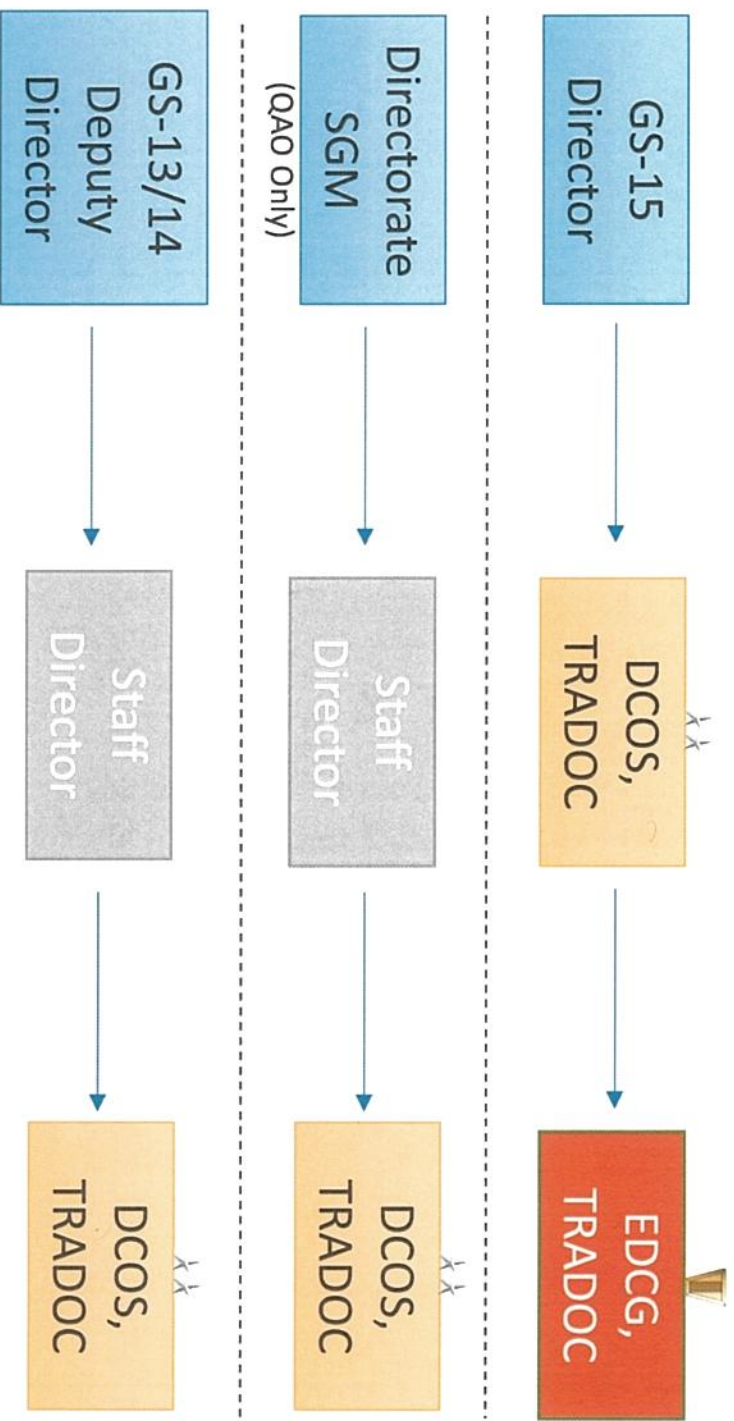 GS-15
Director
DCOS,
TRADOC
EDCG,
TRADOC
Directorate
SGM
(QAO Only)
Staff
Director
DCOS,
TRADOC
GS-13/14
Deputy
Director
Staff
Director
DCOS,
TRADOC